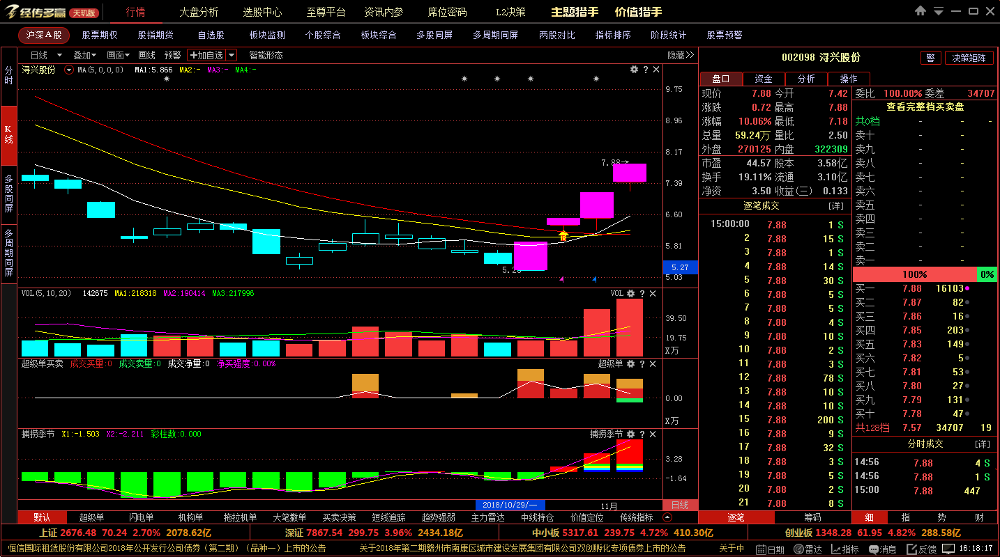 经传多赢 天玑版 行情 大盘分析 选股中心 至尊平台 资讯内参 席位密码 L2决策 主题猎手 价值猎手
沪深A股 股票期权 股指期货 自选股 板块监测 个股综合 板块综合 多股同屏 多周期同屏 两股对比 指标排序 阶段统计 股票预警
分时
K线
多股同屏
多周期同屏
日线 叠加 画面 画线 预警 +加自选 智能形态 隐藏>>
浔兴股份 MA(5,0,0,0) MA1:5.866 MA2:- MA3:- MA4:- ?
9.75
8.96
8.17
7.39
6.60
5.81
5.27
5.03
7.88
VOL(5,10,20) 142675 MA1:218318 MA2:190414 MA3:217996 VOL ?
39.50
19.75
X万
超级单买卖 成交买量:0 成交卖量:0 成交净量:0 净买强度:0.00% 超级单 ?
0.00
X万
捕捞季节 X1:-1.503 X2:-2.211 彩柱数:0.000 捕捞季节 ?
3.28
-1.64
2018/10/29/一 11月 日线
默认 超级单 闪电单 机构单 拖拉机单 大笔撤单 买卖决策 短线追踪 趋势强弱 主力雷达 中线持仓 价值定位 传统指标
002098 浔兴股份 警 决策矩阵
盘口 资金 分析 操作
现价 7.88 今开 7.42
涨跌 0.72 最高 7.88
涨幅 10.06% 最低 7.18
总量 59.24万 量比 2.50
外盘 270125 内盘 322309
市盈 44.57 股本 3.58亿
换手 19.11% 流通 3.10亿
净资 3.50 收益(三) 0.133
逐笔成交 [详]
15:00:00 7.88 1 S
2 7.88 15 S
3 7.88 1 S
4 7.88 14 S
5 7.88 30 S
6 7.88 5 S
7 7.88 5 S
8 7.88 4 S
9 7.88 10 S
10 7.88 2 S
11 7.88 3 S
12 7.88 78 S
13 7.88 10 S
14 7.88 10 S
15 7.88 200 S
16 7.88 9 S
17 7.88 32 S
18 7.88 3 S
19 7.88 5 S
20 7.88 2 S
21 7.88 8 S
逐笔 筹码
委比 100.00% 委差 34707
查看完整档买卖盘
共0档 - - -
卖十 - -
卖九 - -
卖八 - -
卖七 - -
卖六 - -
卖五 - -
卖四 - -
卖三 - -
卖二 - -
卖一 - -
100% 0%
买一 7.88 16103
买二 7.87 82
买三 7.86 16
买四 7.85 203
买五 7.83 149
买六 7.82 5
买七 7.81 53
买八 7.80 27
买九 7.79 131
买十 7.78 47
共128档 7.57 34707 19
分时成交 [详]
14:56 7.88 4 S
14:56 7.88 1 S
15:00 7.88 447
细 指 势 财
上证 2676.48 70.24 2.70% 2078.62亿 深证 7867.54 299.75 3.96% 2434.18亿 中小板 5317.61 239.75 4.72% 410.30亿 创业板 1348.28 61.95 4.82% 288.58亿
恒信国际租赁股份有限公司2018年公开发行公司债券（第二期）（品种一）上市的公告 关于2018年第二期赣州市南康区城市建设发展集团有限公司双创孵化专项债券上市的公告 关于中 日期 雷达 指标 消息 反馈 16:18:17